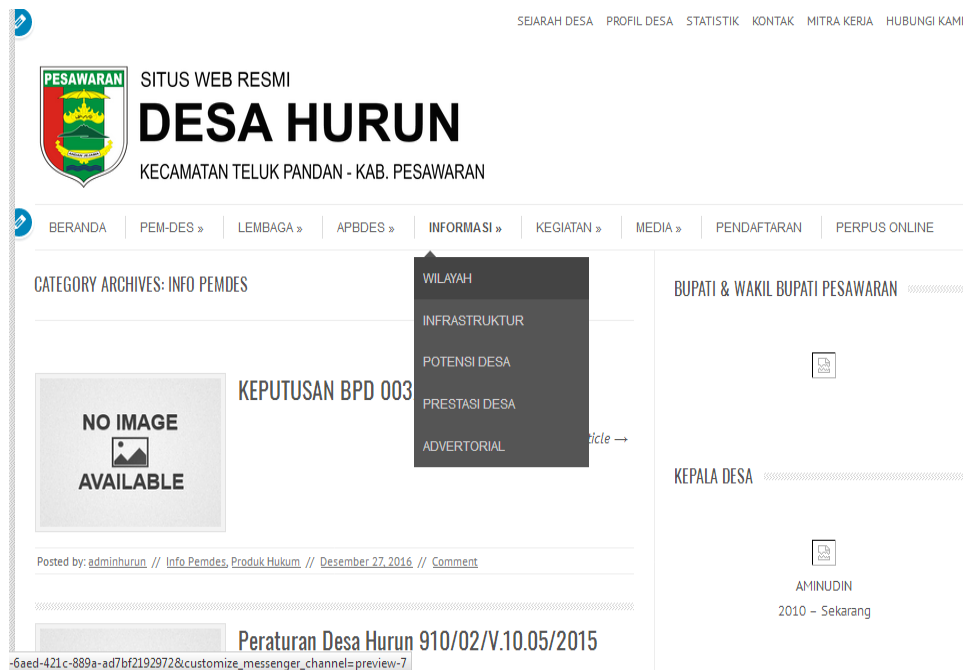 SEJARAH DESA PROFIL DESA STATISTIK KONTAK MITRA KERJA HUBUNGI KAMI
PESAWARAN
SITUS WEB RESMI
DESA HURUN
KECAMATAN TELUK PANDAN - KAB. PESAWARAN
BERANDA PEM-DES » LEMBAGA » APBDES » INFORMASI » KEGIATAN » MEDIA » PENDAFTARAN PERPUS ONLINE
WILAYAH
INFRASTRUKTUR
POTENSI DESA
PRESTASI DESA
ADVERTORIAL
CATEGORY ARCHIVES: INFO PEMDES
NO IMAGE
AVAILABLE
KEPUTUSAN BPD 003
→
Posted by: adminhurun // Info Pemdes, Produk Hukum // Desember 27, 2016 // Comment
Peraturan Desa Hurun 910/02/V.10.05/2015
BUPATI & WAKIL BUPATI PESAWARAN
KEPALA DESA
AMINUDIN
2010 – Sekarang
-6aed-421c-889a-ad7bf2192972&customize_messenger_channel=preview-7